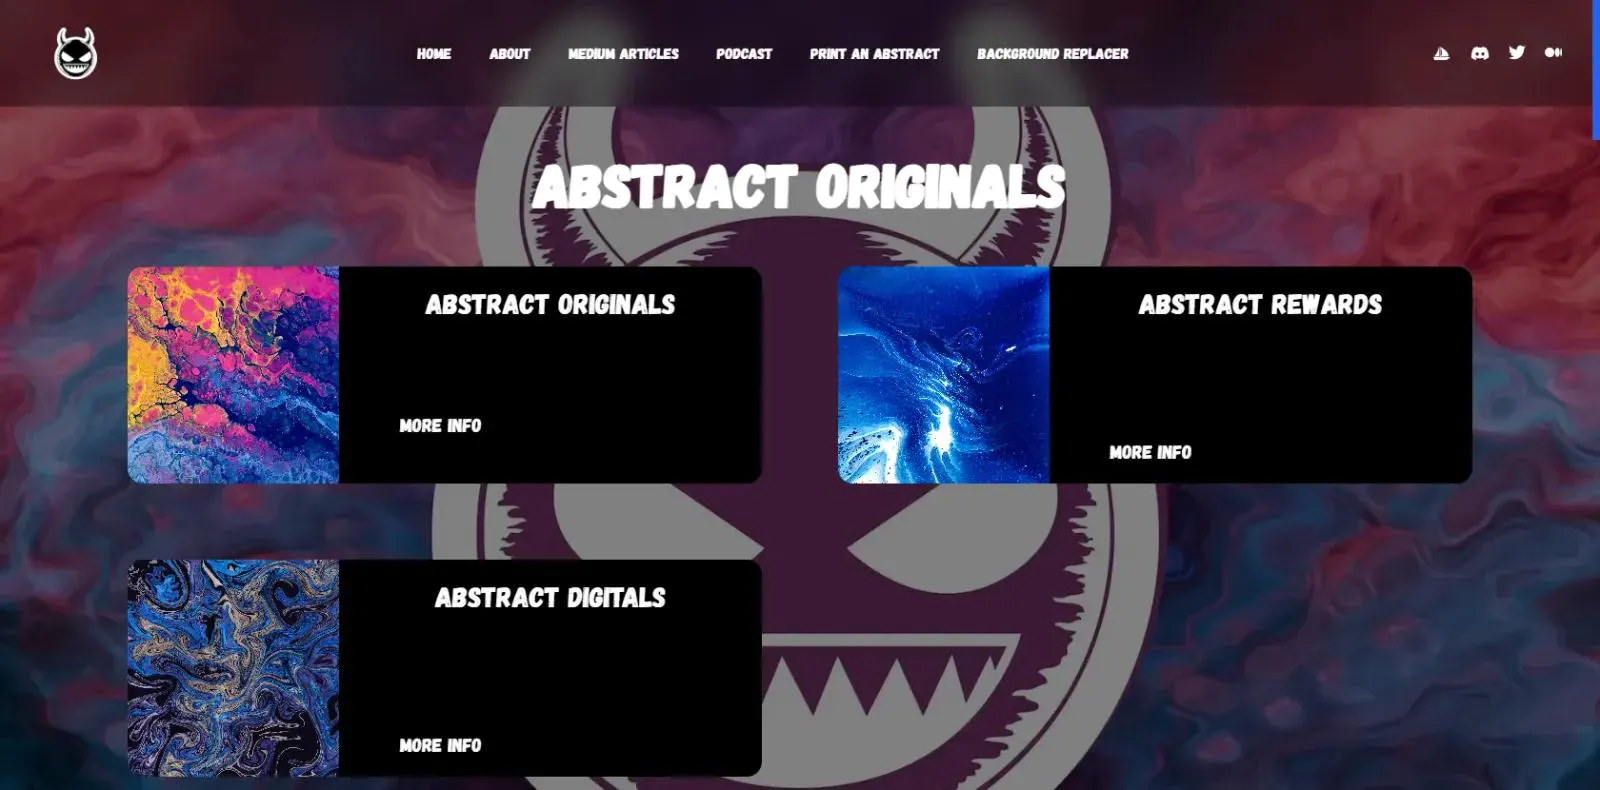 HOME ABOUT MEDIUM ARTICLES PODCAST PRINT AN ABSTRACT BACKGROUND REPLACER
ABSTRACT ORIGINALS
ABSTRACT ORIGINALS
MORE INFO
ABSTRACT REWARDS
MORE INFO
ABSTRACT DIGITALS
MORE INFO